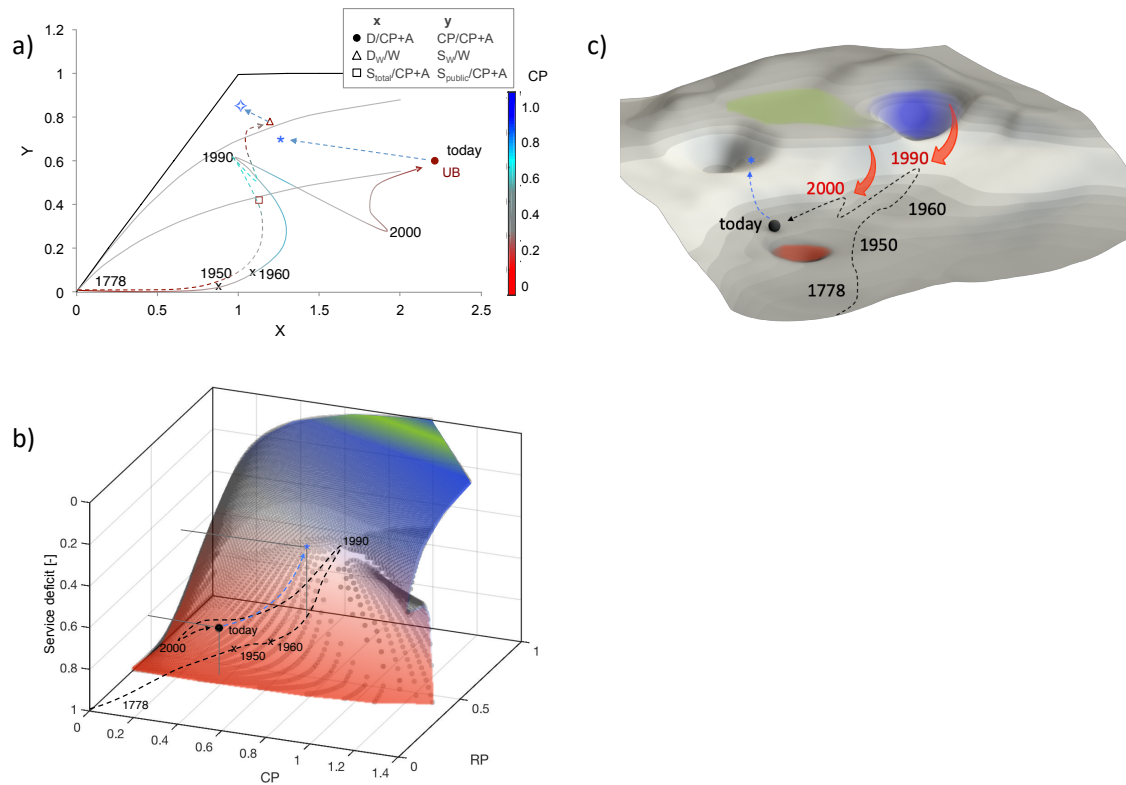 a)
x y
D/CP+A CP/CP+A
D_W/W S_W/W
S_total/CP+A S_public/CP+A
CP
1.0
0.8
0.6
0.4
0.2
0
1.2
1
0.8
0.6
0.4
0.2
0
Y
0 0.5 1 1.5 2 2.5
X
1778
1950
1960
1990
2000
today
UB
c)
1990
2000
1960
today
1950
1778
b)
Service deficit [-]
0
0.2
0.4
0.6
0.8
1
0 0.2 0.4 0.6 0.8 1 1.2 1.4
CP
0
0.5
1
RP
1990
today
2000
1960
1950
1778